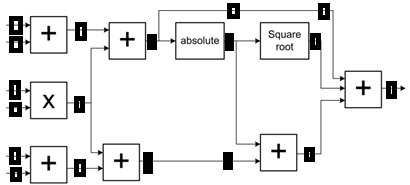 +
+
absolute
Square
root
+
X
+
+
+